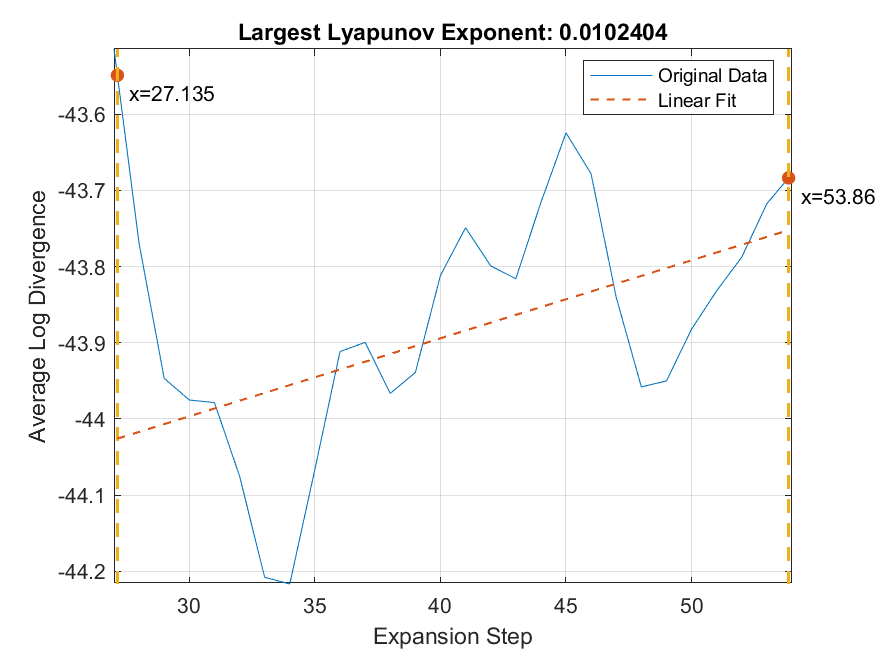 Largest Lyapunov Exponent: 0.0102404
Original Data
Linear Fit
x=27.135
x=53.86
-43.6
-43.7
-43.8
-43.9
-44
-44.1
-44.2
Average Log Divergence
30
35
40
45
50
Expansion Step